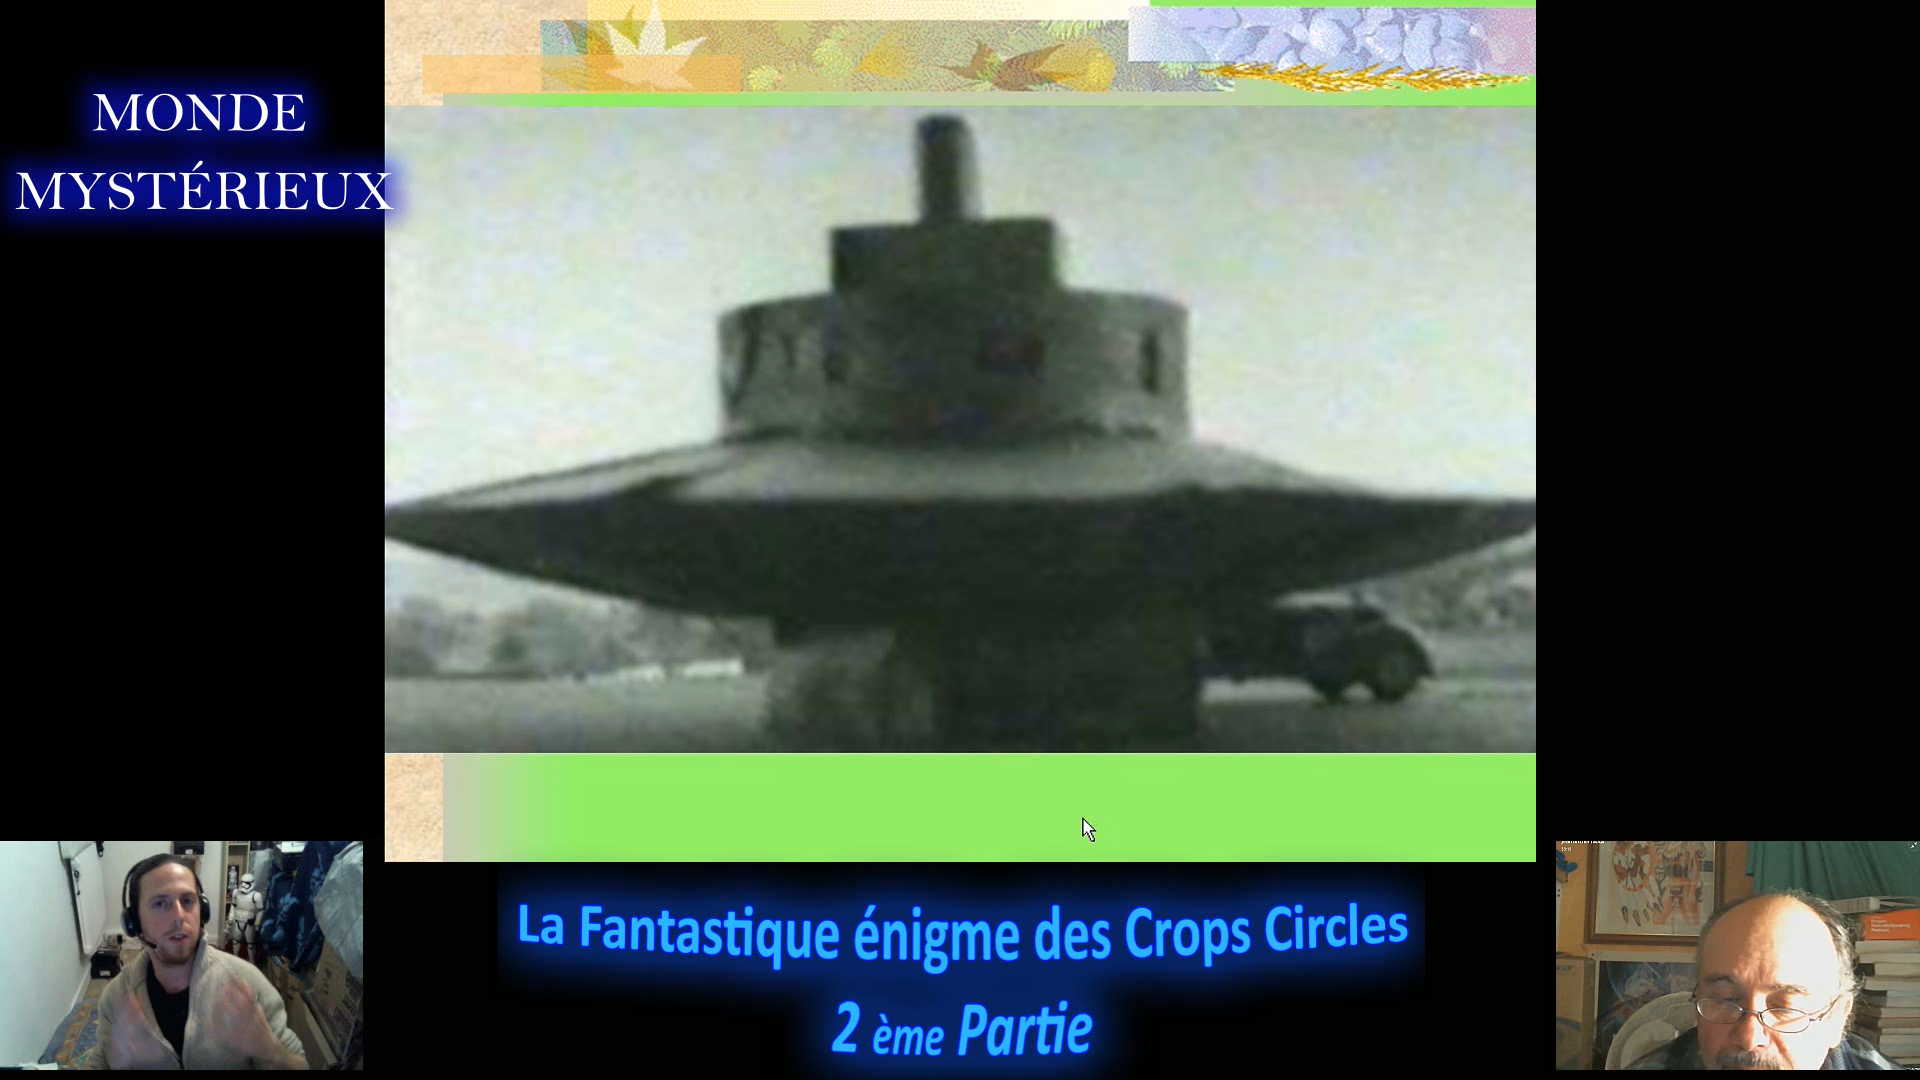 MONDE
MYSTÉRIEUX
La Fantastique énigme des Crops Circles
2 ème Partie